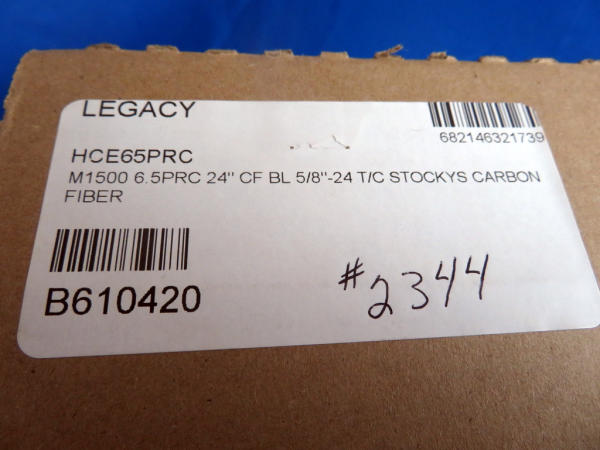 LEGACY
682146321739
HCE65PRC
M1500 6.5PRC 24" CF BL 5/8"-24 T/C STOCKYS CARBON
FIBER
B610420
#2344